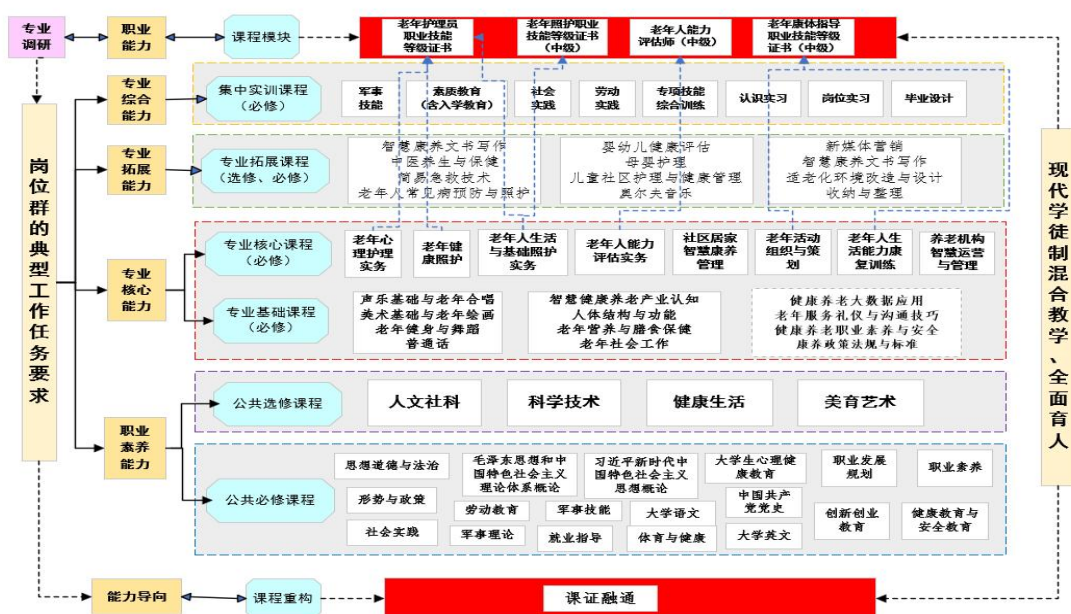 专业
调研
职业
能力
课程模块
老年护理员
职业技能
等级证书
老年照护职业
技能等级证书
（中级）
老年人能力
评估师（中级）
老年康体指导
职业技能等级
证书（中级）
岗位群的典型工作任务要求
专业
综合
能力
集中实训课程
（必修）
军事
技能
素质教育
（含入学教育）
社会
实践
劳动
实践
专项技能
综合训练
认识实习
岗位实习
毕业设计
专业
拓展
能力
专业拓展课程
（选修、必修）
智慧康养文书写作
中医养生与保健
简易急救技术
老年人常见病预防与照护
婴幼儿健康评估
母婴护理
儿童社区护理与健康管理
奥尔夫音乐
新媒体营销
智慧康养文书写作
适老化环境改造与设计
收纳与整理
专业
核心
能力
专业核心课程
（必修）
老年心
理护理
实务
老年健
康照护
老年人生活
与基础照护
实务
老年人能力
评估实务
社区居家
智慧康养
管理
老年活动
组织与策
划
老年人生
活能力康
复训练
养老机构
智慧运营
与管理
专业基础课程
（必修）
声乐基础与老年合唱
美术基础与老年绘画
老年健身与舞蹈
普通话
智慧健康养老产业认知
人体结构与功能
老年营养与膳食保健
老年社会工作
健康养老大数据应用
老年服务礼仪与沟通技巧
健康养老职业素养与安全
康养政策法规与标准
职业
素养
能力
公共选修课程
人文社科
科学技术
健康生活
美育艺术
公共必修课程
思想道德与法治
毛泽东思想和中
国特色社会主义
理论体系概论
习近平新时代中
国特色社会主义
思想概论
大学生心理健
康教育
职业发展
规划
职业素养
形势与政策
劳动教育
军事技能
大学语文
中国共产
党党史
创新创业
教育
健康教育与
安全教育
社会实践
军事理论
就业指导
体育与健康
大学英文
现代学徒制混合教学、全面育人
能力导向
课程重构
课证融通